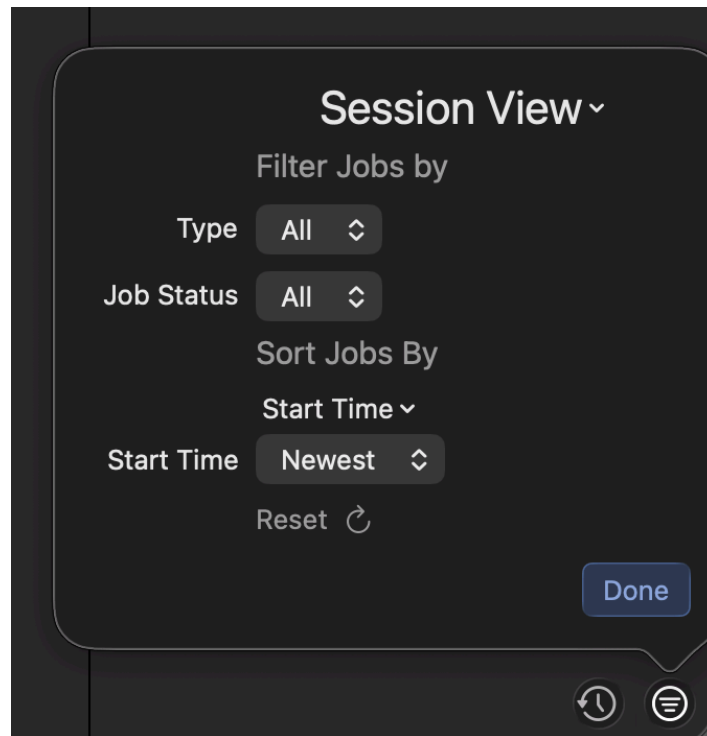 Session View
Filter Jobs by
Type All
Job Status All
Sort Jobs By
Start Time
Start Time Newest
Reset
Done